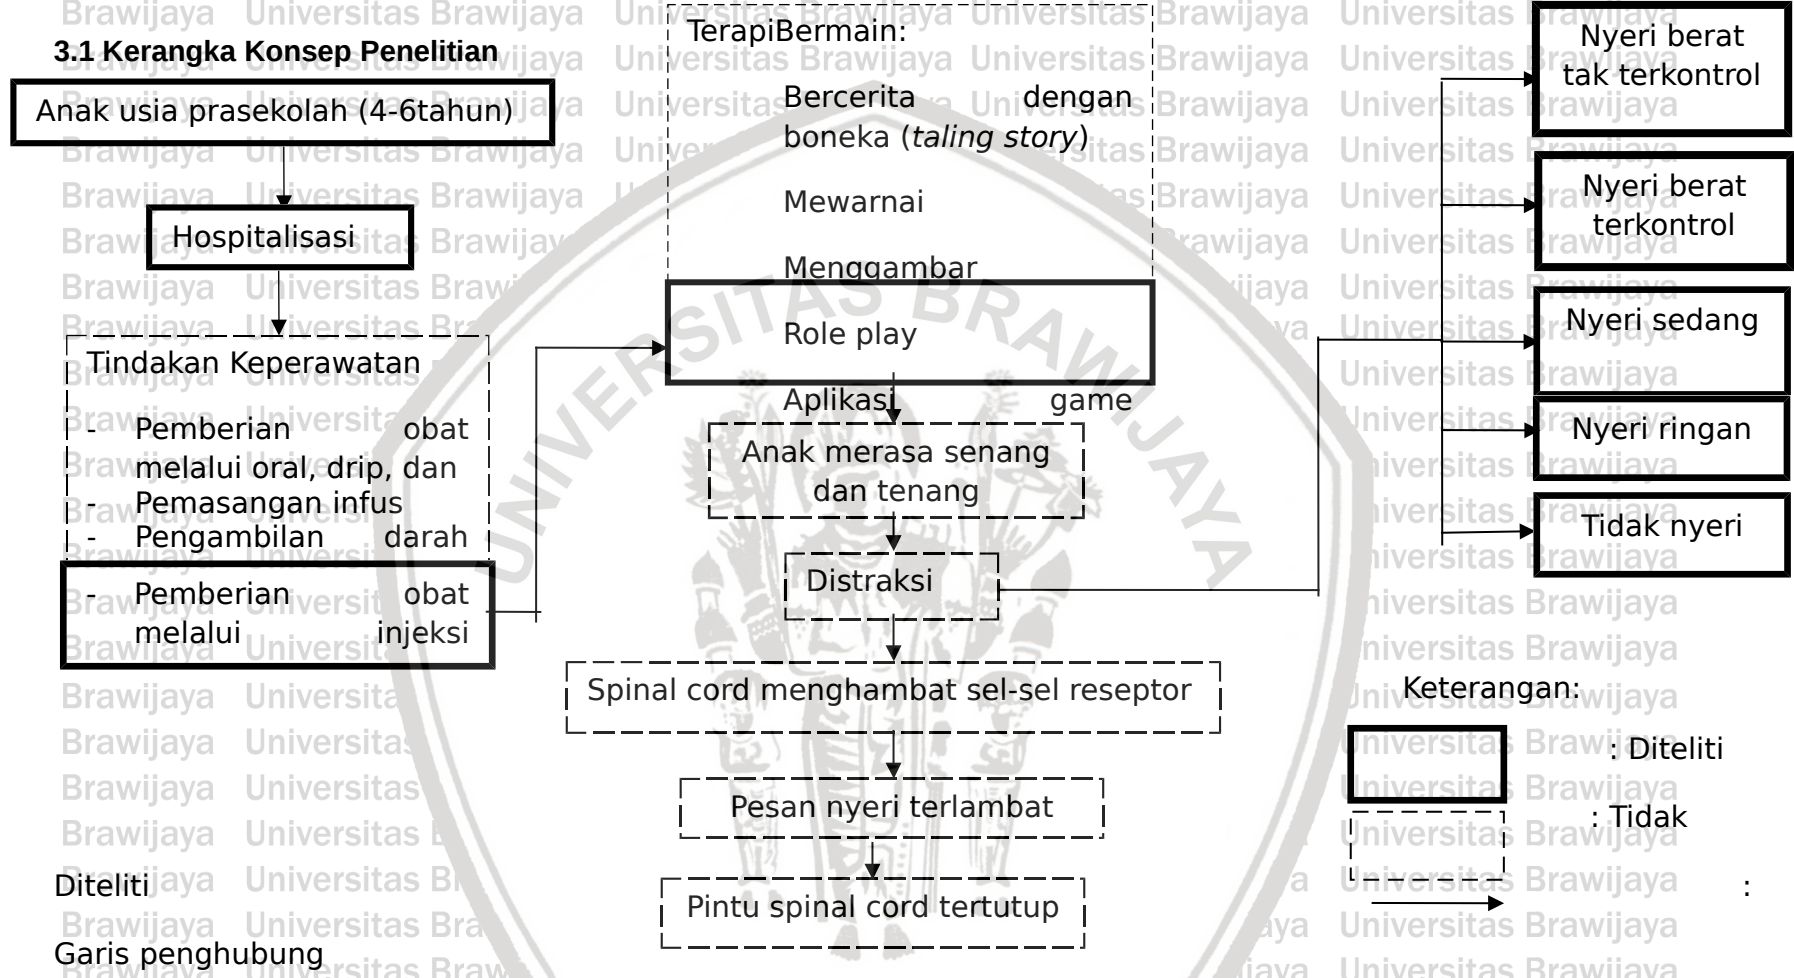 3.1 Kerangka Konsep Penelitian
Anak usia prasekolah (4-6tahun)
Hospitalisasi
Tindakan Keperawatan
- Pemberian obat
melalui oral, drip, dan
- Pemasangan infus
- Pengambilan darah
- Pemberian obat
melalui injeksi
TerapiBermain:
Bercerita dengan
boneka (taling story)
Mewarnai
Menggambar
Role play
Aplikasi game
Anak merasa senang
dan tenang
Distraksi
Spinal cord menghambat sel-sel reseptor
Pesan nyeri terlambat
Pintu spinal cord tertutup
Nyeri berat
tak terkontrol
Nyeri berat
terkontrol
Nyeri sedang
Nyeri ringan
Tidak nyeri
Keterangan:
: Diteliti
: Tidak
Diteliti
:
Garis penghubung
UNIVERSITAS BRAWIJAYA